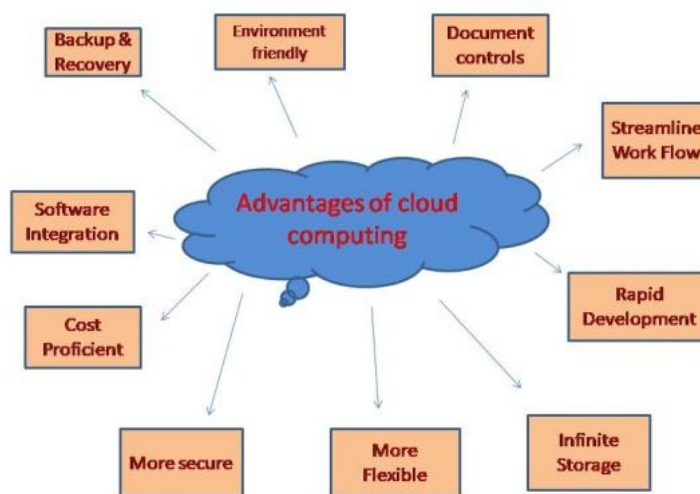 Backup &
Recovery
Environment
friendly
Document
controls
Streamline
Work Flow
Advantages of cloud
computing
Software
Integration
Cost
Proficient
Rapid
Development
More secure
More
Flexible
Infinite
Storage